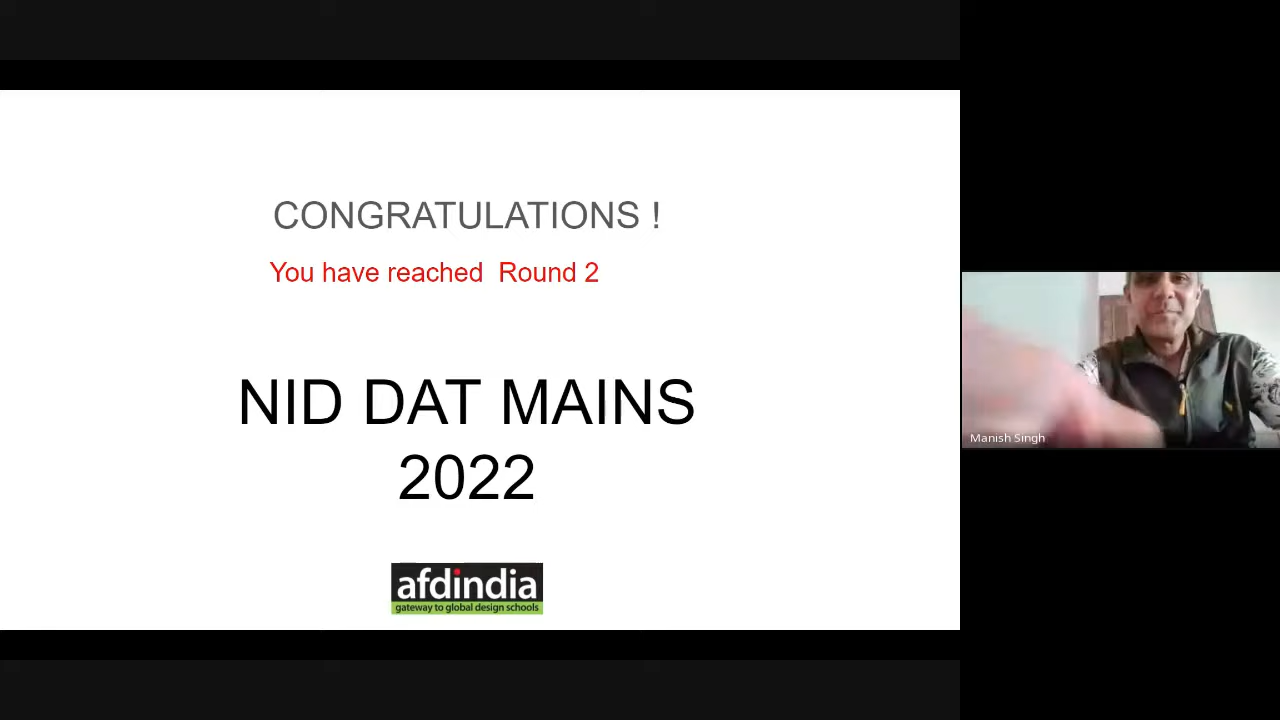 CONGRATULATIONS !
You have reached  Round 2
NID DAT MAINS
2022
afdindia
gateway to global design schools
Manish Singh